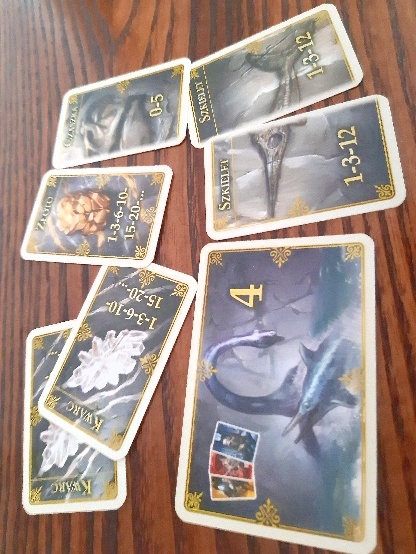 Czaszka
0-5
Szkielet
1-3-12
Szkielet
1-3-12
Złoto
1-3-6-10-
15-20-...
Kwarc
1-3-6-10-
15-20-...
Kwarc
4